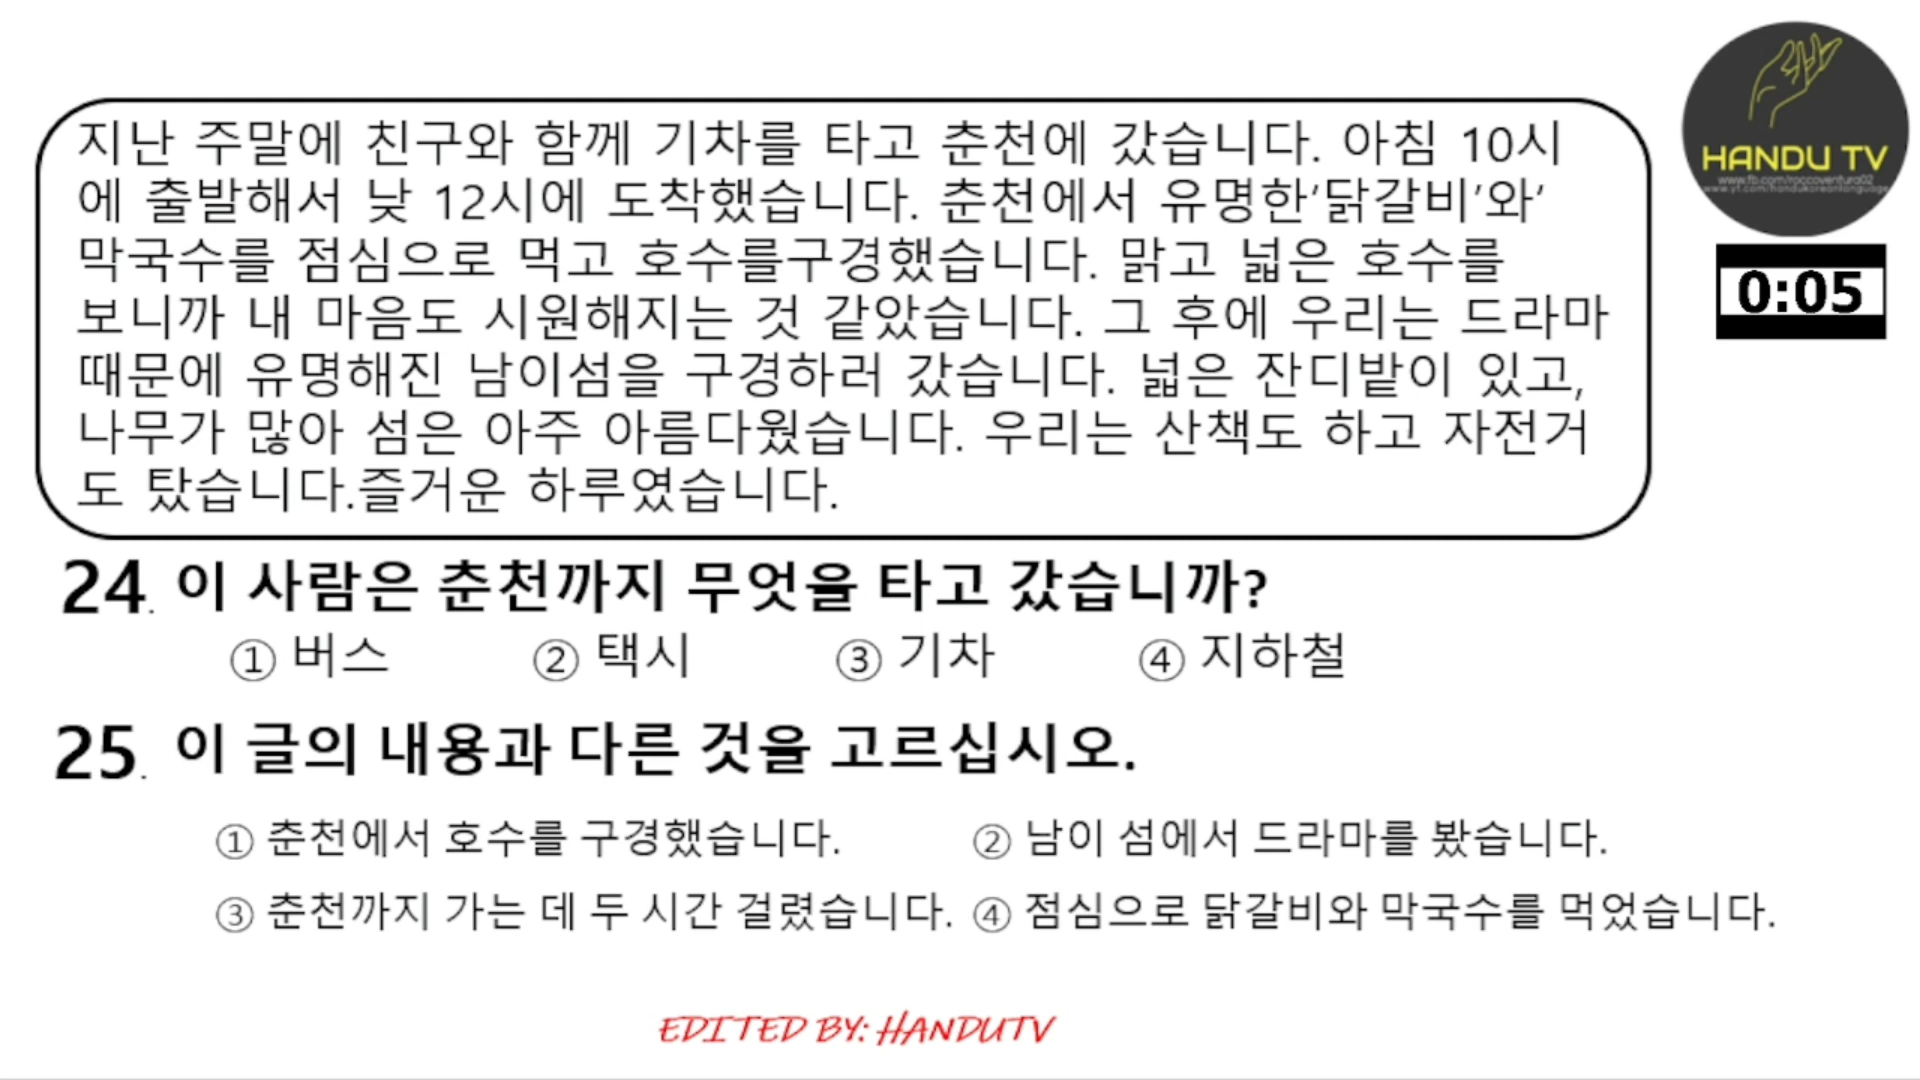 지난 주말에 친구와 함께 기차를 타고 춘천에 갔습니다. 아침 10시
에 출발해서 낮 12시에 도착했습니다. 춘천에서 유명한'닭갈비'와'
막국수를 점심으로 먹고 호수를구경했습니다. 맑고 넓은 호수를
보니까 내 마음도 시원해지는 것 같았습니다. 그 후에 우리는 드라마
때문에 유명해진 남이섬을 구경하러 갔습니다. 넓은 잔디밭이 있고,
나무가 많아 섬은 아주 아름다웠습니다. 우리는 산책도 하고 자전거
도 탔습니다.즐거운 하루였습니다.
HANDU TV
www.fb.com/roccoventura02
www.yt.com/handukoreanlanguage
0:05
24. 이 사람은 춘천까지 무엇을 타고 갔습니까?
① 버스 ② 택시 ③ 기차 ④ 지하철
25. 이 글의 내용과 다른 것을 고르십시오.
① 춘천에서 호수를 구경했습니다. ② 남이 섬에서 드라마를 봤습니다.
③ 춘천까지 가는 데 두 시간 걸렸습니다. ④ 점심으로 닭갈비와 막국수를 먹었습니다.
EDITED BY: HANDUTV